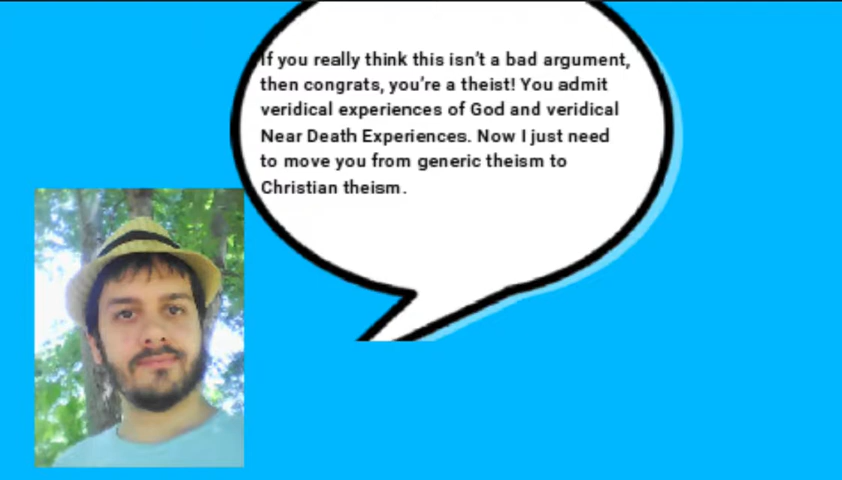 If you really think this isn't a bad argument,
then congrats, you're a theist! You admit
veridical experiences of God and veridical
Near Death Experiences. Now I just need
to move you from generic theism to
Christian theism.